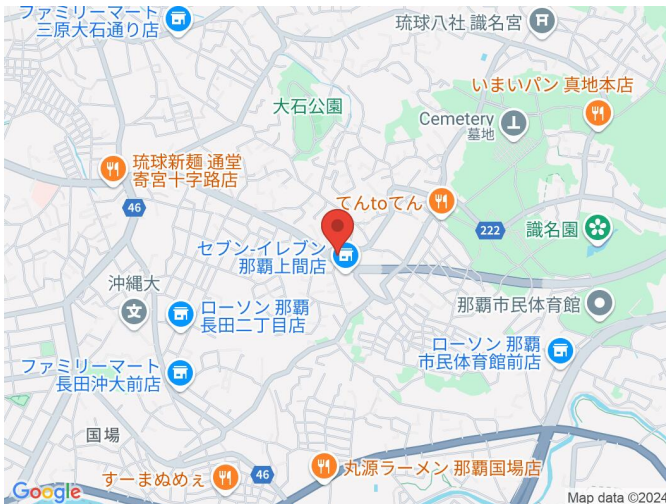 ファミリーマート
三原大石通り店
琉球八社 識名宮
いまいパン 真地本店
大石公園
Cemetery
墓地
琉球新麺 通堂
寄宮十字路店
46
てんtoてん
222
識名園
セブン-イレブン
那覇上間店
沖縄大
ローソン 那覇
長田二丁目店
那覇市民体育館
ローソン 那覇
市民体育館前店
ファミリーマート
長田沖大前店
国場
すーまぬめぇ
46
丸源ラーメン 那覇国場店
Google
Map data ©2024